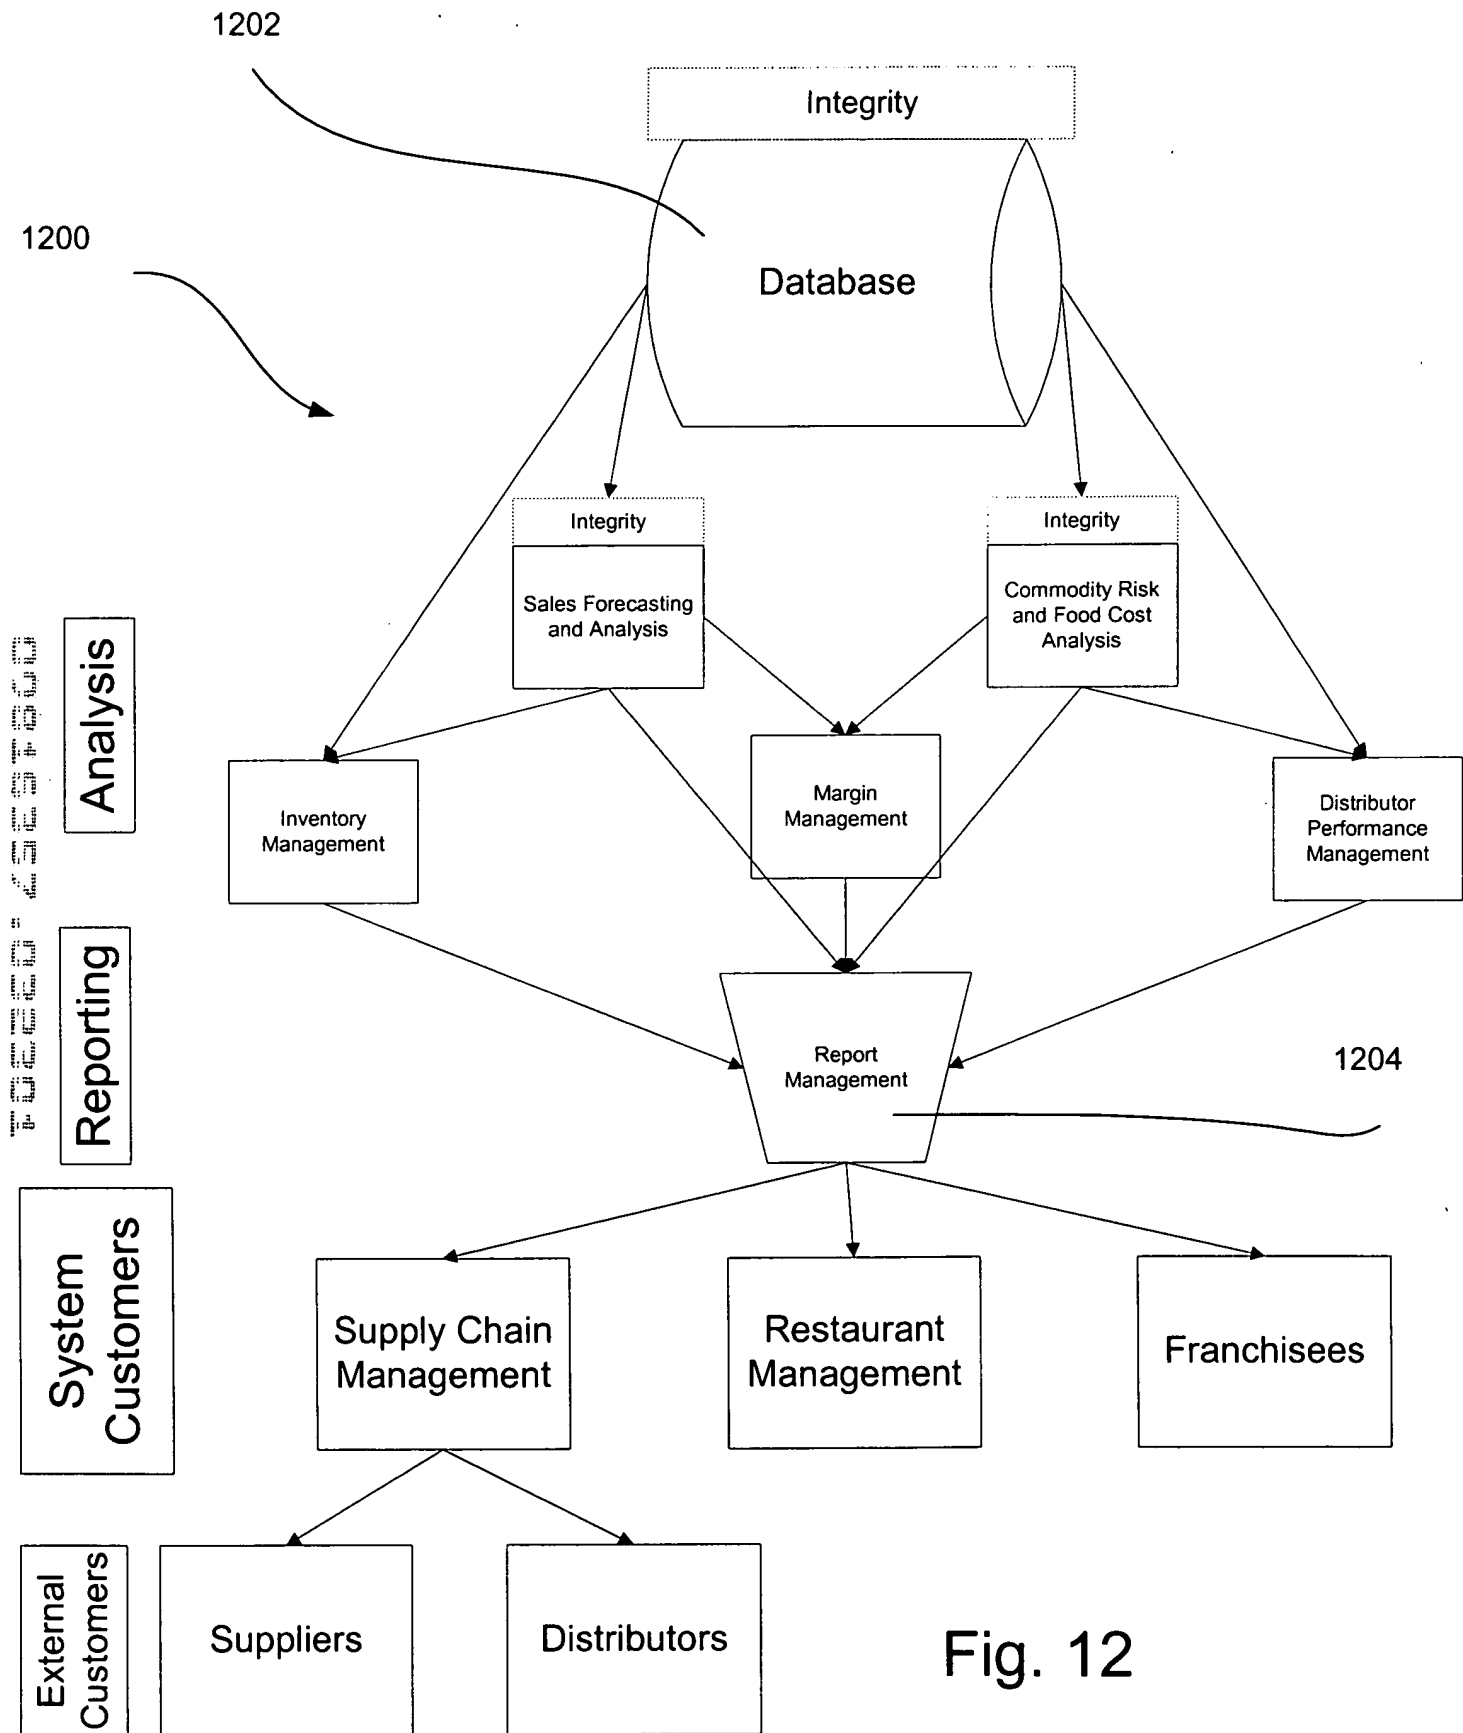 1202
Integrity
1200
Database
Integrity
Integrity
Sales Forecasting
and Analysis
Commodity Risk
and Food Cost
Analysis
Analysis
Inventory
Management
Margin
Management
Distributor
Performance
Management
Reporting
Report
Management
1204
System
Customers
Supply Chain
Management
Restaurant
Management
Franchisees
External
Customers
Suppliers
Distributors
Fig. 12